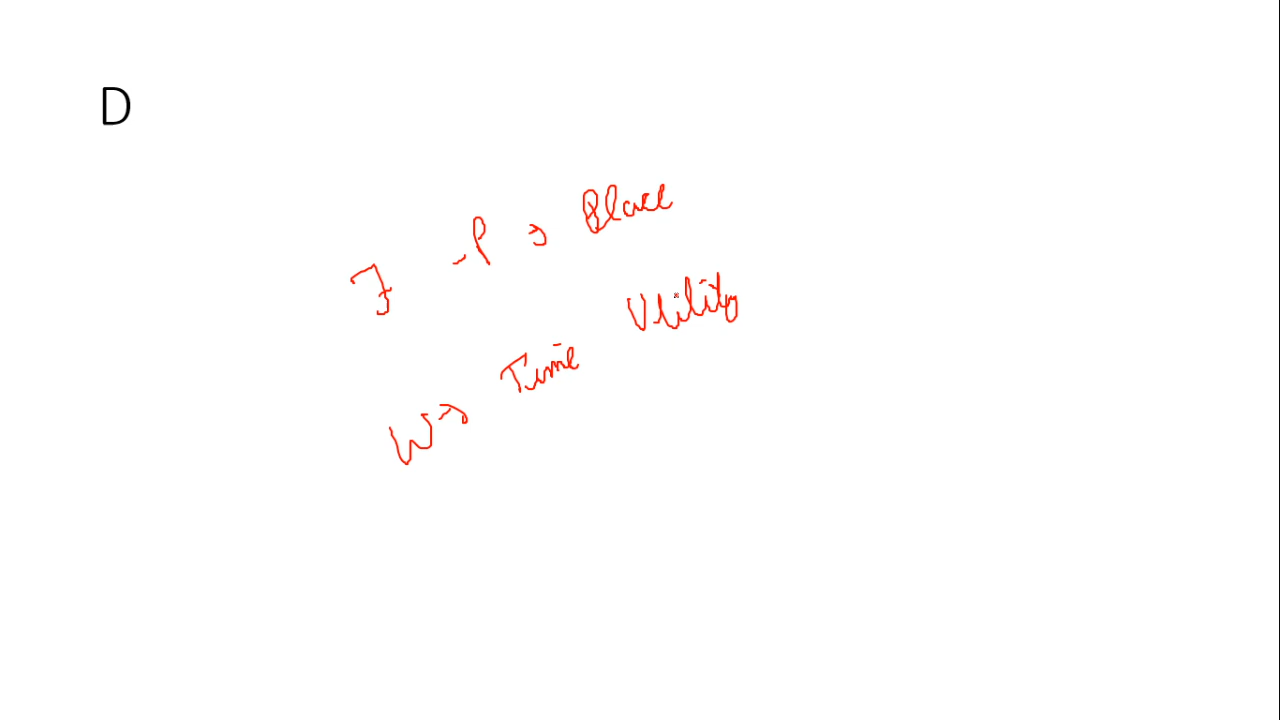 D
F - P → Place
Utility
W → Time